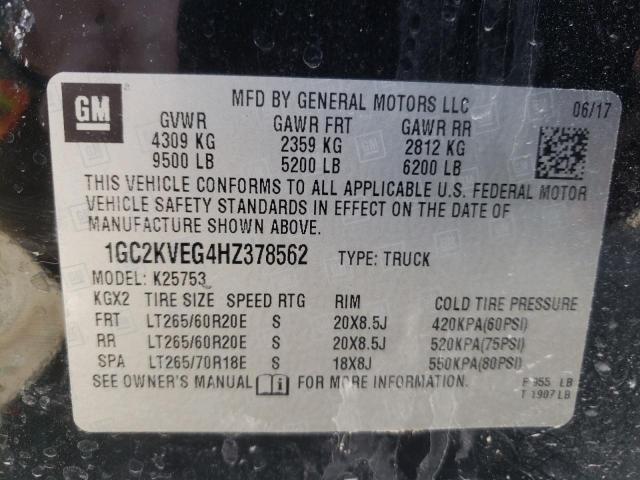 GM
MFD BY GENERAL MOTORS LLC
06/17
GVWR GAWR FRT GAWR RR
4309 KG 2359 KG 2812 KG
9500 LB 5200 LB 6200 LB
THIS VEHICLE CONFORMS TO ALL APPLICABLE U.S. FEDERAL MOTOR
VEHICLE SAFETY STANDARDS IN EFFECT ON THE DATE OF
MANUFACTURE SHOWN ABOVE.
1GC2KVEG4HZ378562 TYPE: TRUCK
MODEL: K25753
KGX2 TIRE SIZE SPEED RTG RIM COLD TIRE PRESSURE
FRT LT265/60R20E S 20X8.5J 420KPA(60PSI)
RR LT265/60R20E S 20X8.5J 520KPA(75PSI)
SPA LT265/70R18E S 18X8J 550KPA(80PSI)
SEE OWNER'S MANUAL FOR MORE INFORMATION. F 955 LB
T 1907 LB